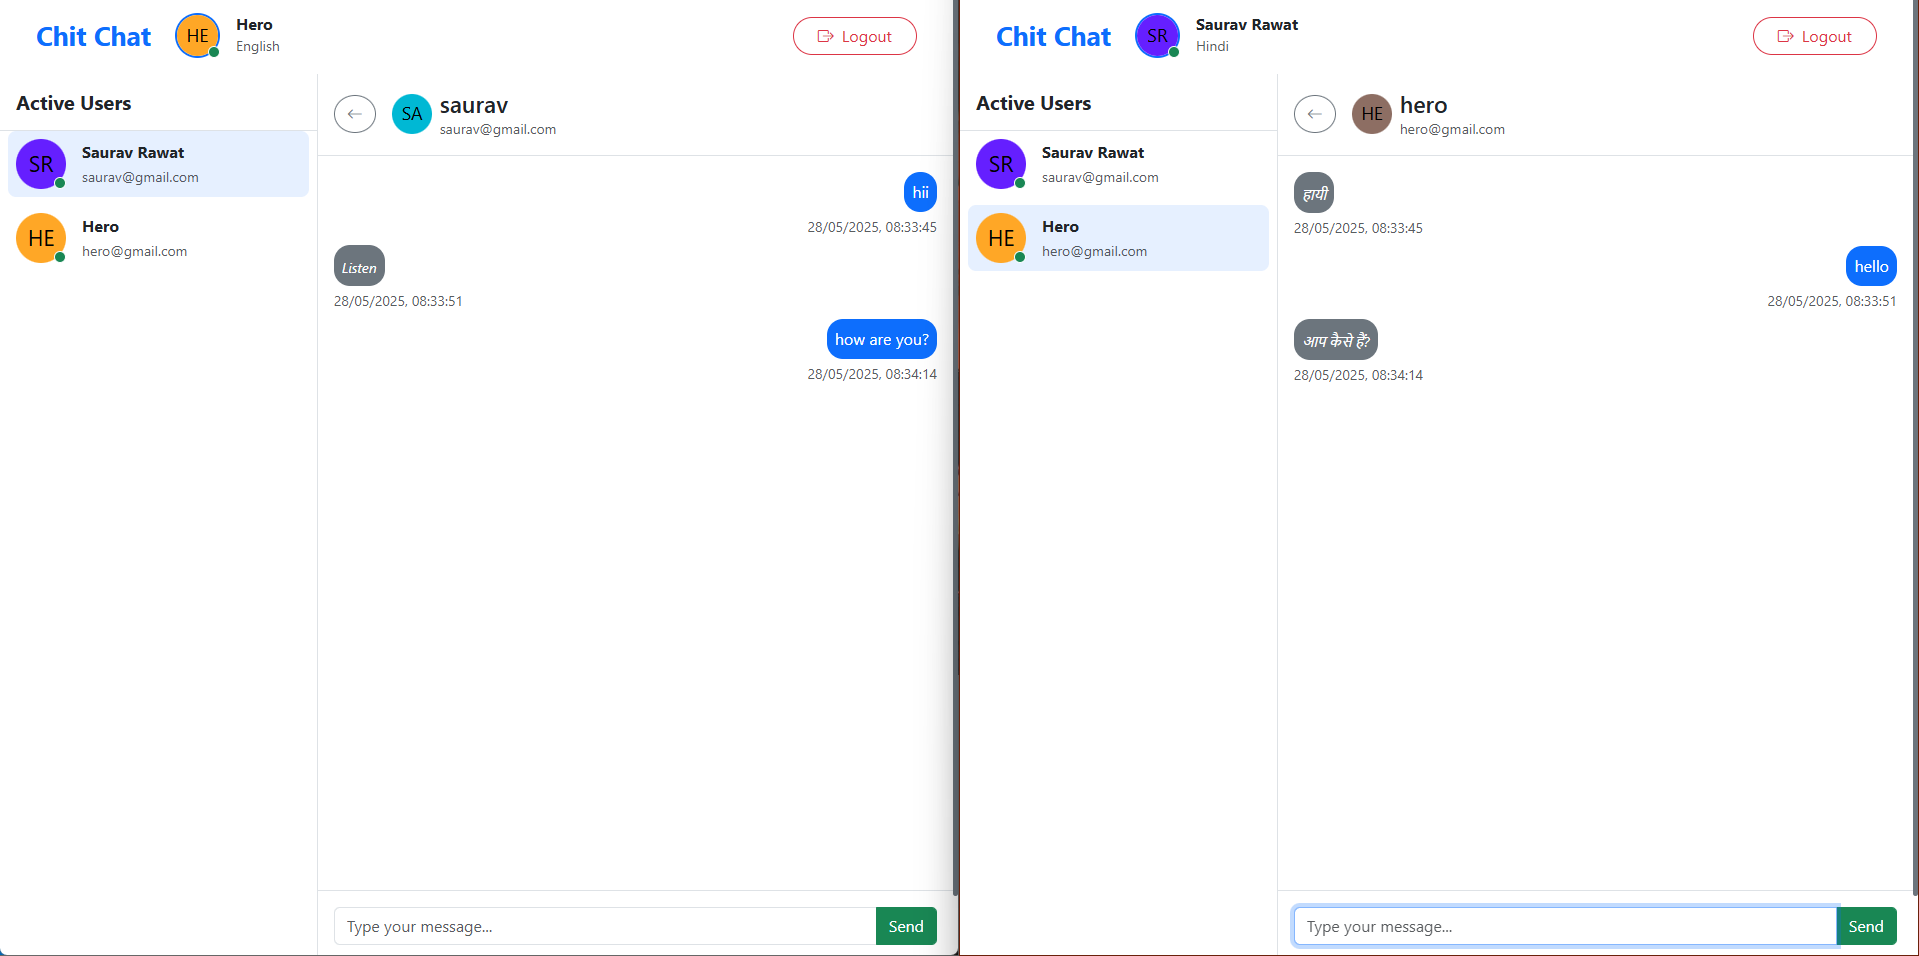 Chit Chat
HE
Hero
English
Logout
Active Users
SR
Saurav Rawat
saurav@gmail.com
HE
Hero
hero@gmail.com
SA
saurav
saurav@gmail.com
hii
28/05/2025, 08:33:45
Listen
28/05/2025, 08:33:51
how are you?
28/05/2025, 08:34:14
Type your message...
Send
Chit Chat
SR
Saurav Rawat
Hindi
Logout
Active Users
SR
Saurav Rawat
saurav@gmail.com
HE
Hero
hero@gmail.com
HE
hero
hero@gmail.com
हायी
28/05/2025, 08:33:45
hello
28/05/2025, 08:33:51
आप कैसे हैं?
28/05/2025, 08:34:14
Type your message...
Send